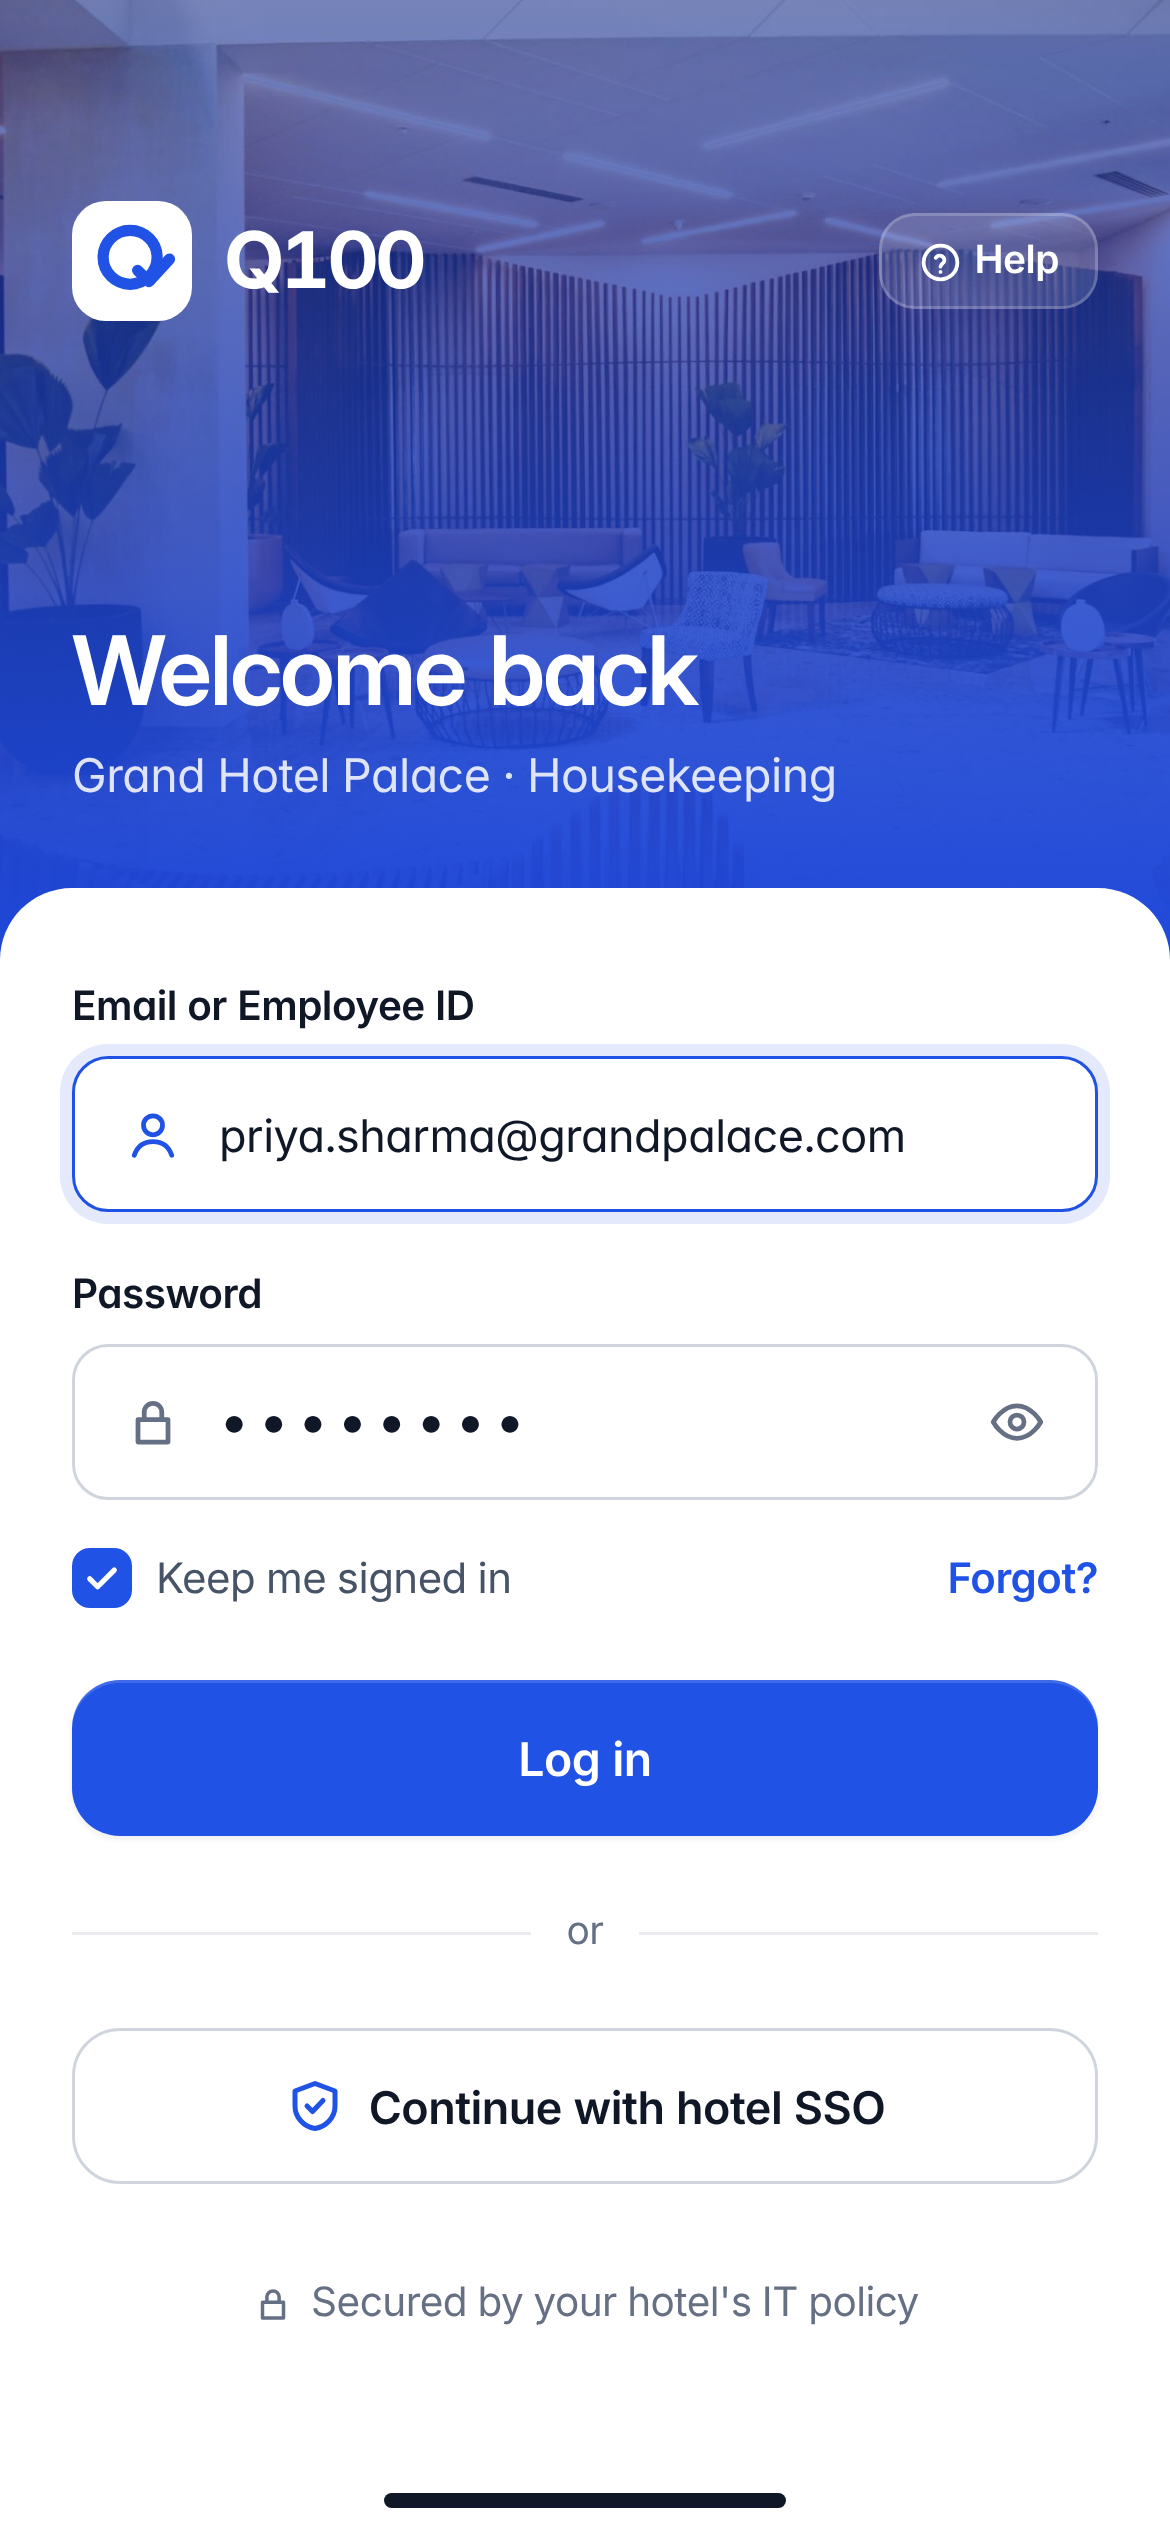 Q100
Help
Welcome back
Grand Hotel Palace · Housekeeping
Email or Employee ID
priya.sharma@grandpalace.com
Password
Keep me signed in
Forgot?
Log in
or
Continue with hotel SSO
Secured by your hotel's IT policy